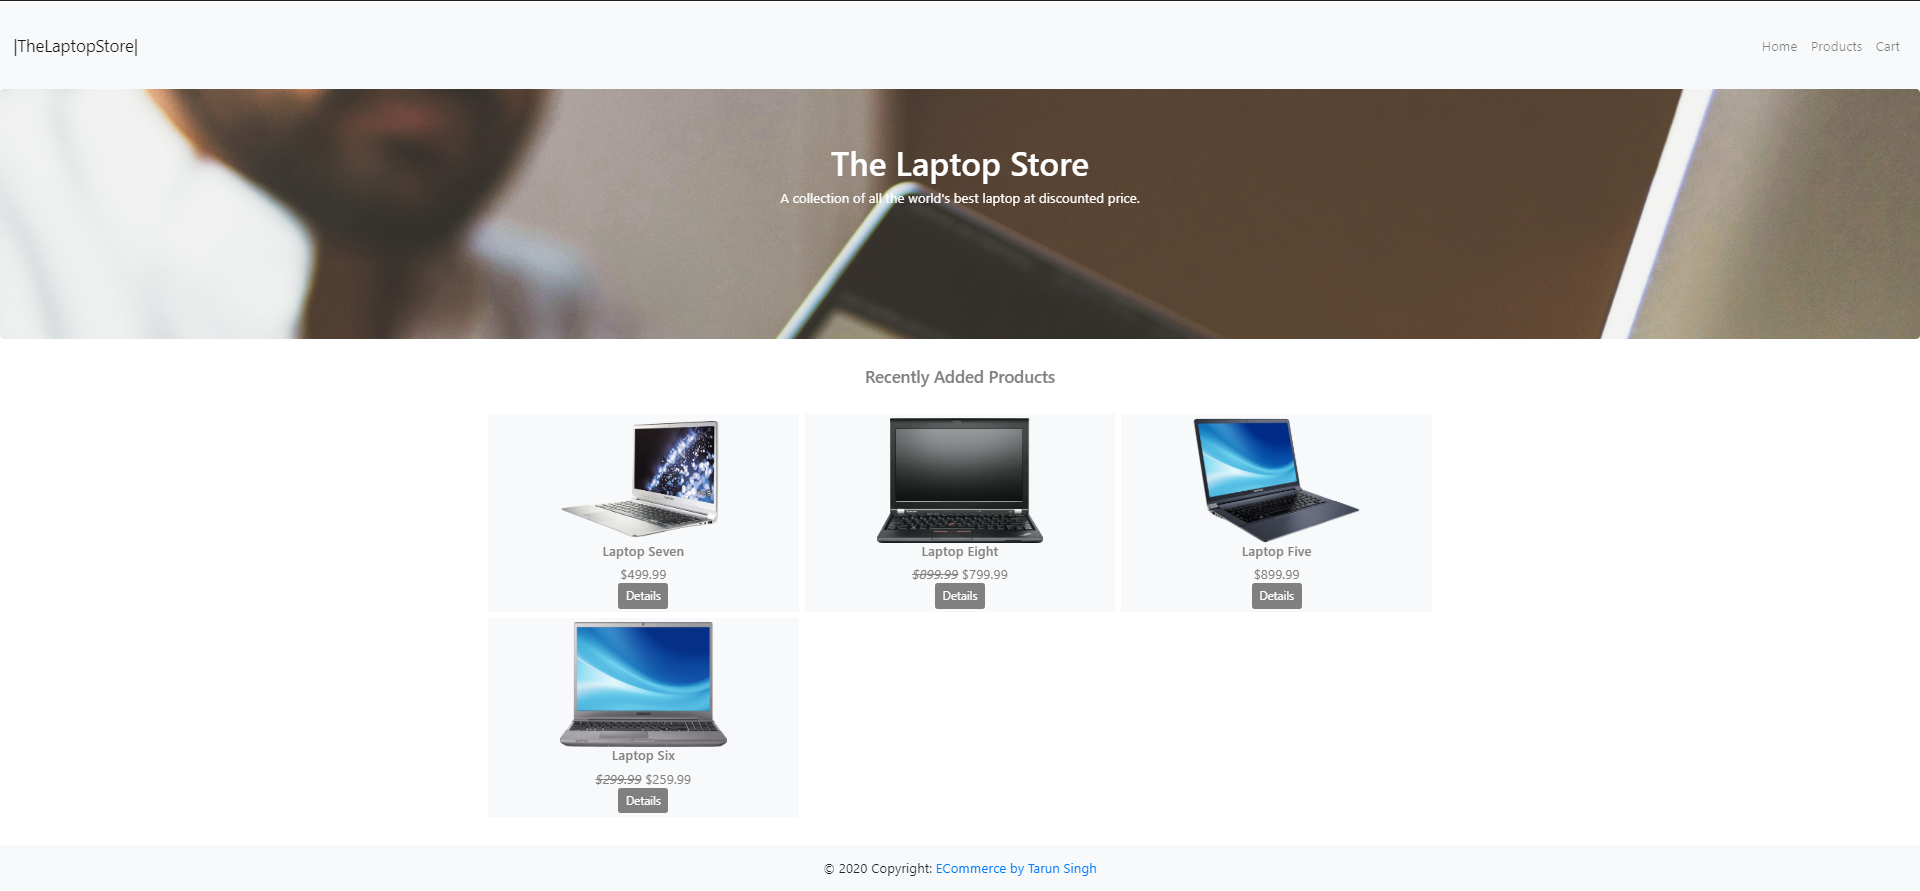 |TheLaptopStore|
Home Products Cart
The Laptop Store
A collection of all the world's best laptop at discounted price.
Recently Added Products
Laptop Seven
$499.99
Details
Laptop Eight
$899.99 $799.99
Details
Laptop Five
$899.99
Details
Laptop Six
$299.99 $259.99
Details
© 2020 Copyright: ECommerce by Tarun Singh